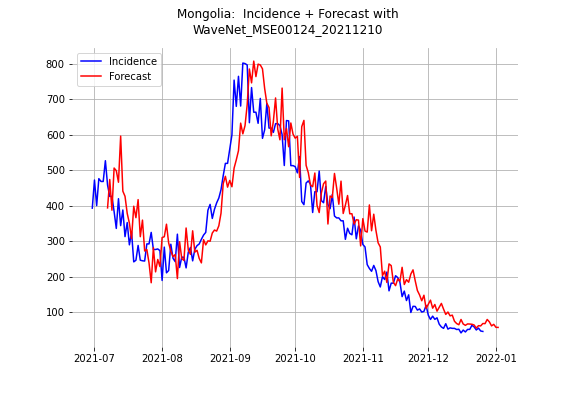 Mongolia:  Incidence + Forecast with
WaveNet_MSE00124_20211210
Incidence
Forecast
800
700
600
500
400
300
200
100
2021-07 2021-08 2021-09 2021-10 2021-11 2021-12 2022-01